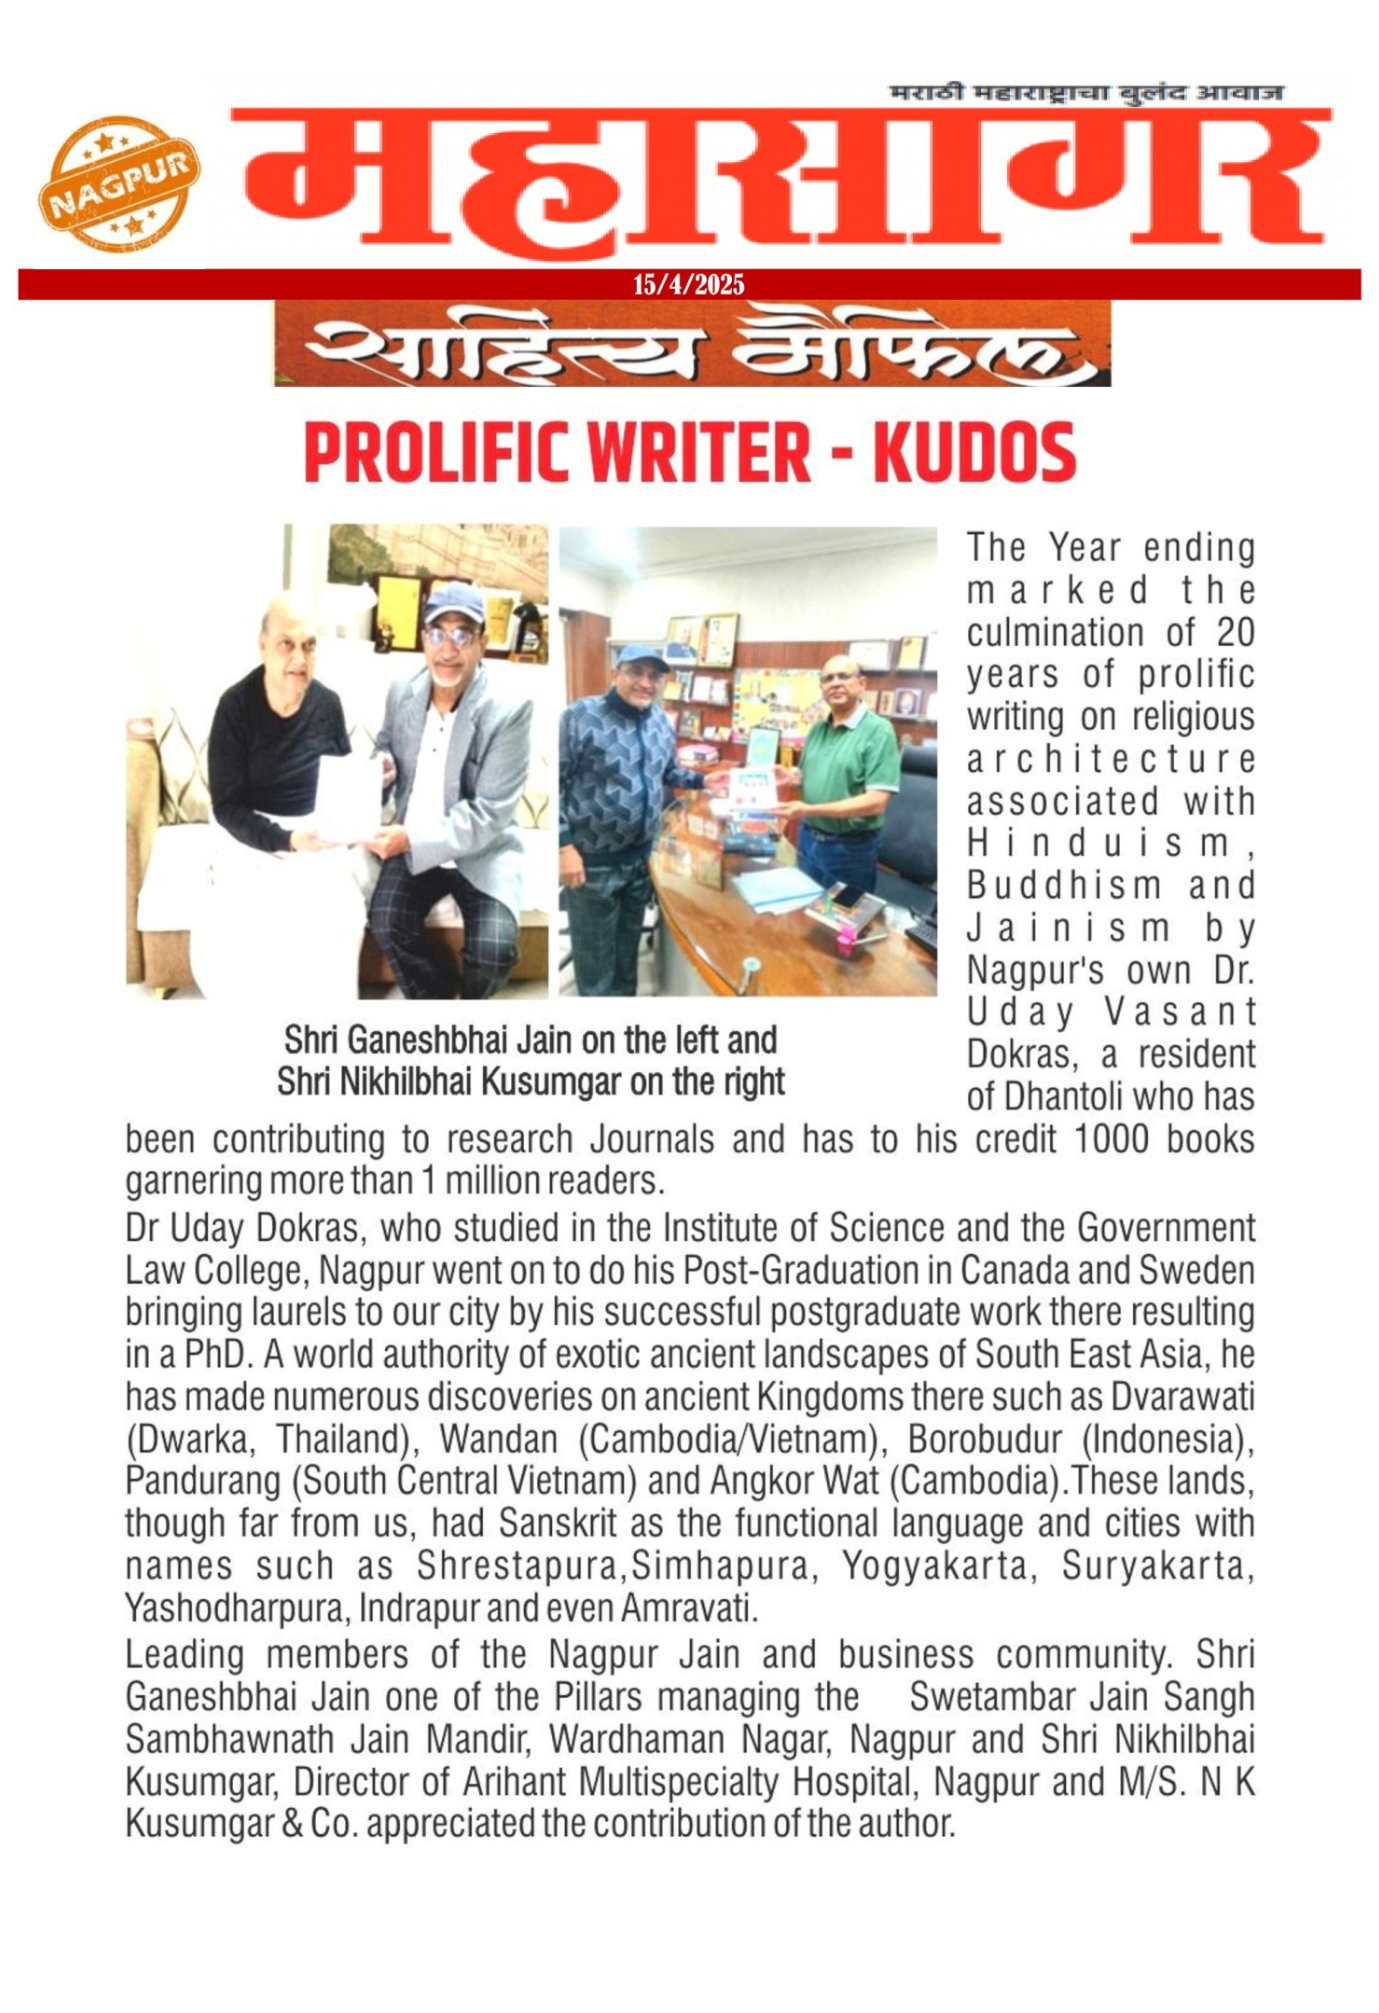 मराठी महाराष्ट्राचा बुलंद आवाज
महासागर
NAGPUR
15/4/2025
साहित्य मैफिल
PROLIFIC WRITER - KUDOS
Shri Ganeshbhai Jain on the left and
Shri Nikhilbhai Kusumgar on the right
The Year ending
marked the
culmination of 20
years of prolific
writing on religious
architecture
associated with
Hinduism,
Buddhism and
Jainism by
Nagpur's own Dr.
Uday Vasant
Dokras, a resident
of Dhantoli who has
been contributing to research Journals and has to his credit 1000 books
garnering more than 1 million readers.
Dr Uday Dokras, who studied in the Institute of Science and the Government
Law College, Nagpur went on to do his Post-Graduation in Canada and Sweden
bringing laurels to our city by his successful postgraduate work there resulting
in a PhD. A world authority of exotic ancient landscapes of South East Asia, he
has made numerous discoveries on ancient Kingdoms there such as Dvarawati
(Dwarka, Thailand), Wandan (Cambodia/Vietnam), Borobudur (Indonesia),
Pandurang (South Central Vietnam) and Angkor Wat (Cambodia).These lands,
though far from us, had Sanskrit as the functional language and cities with
names such as Shrestapura,Simhapura, Yogyakarta, Suryakarta,
Yashodharpura, Indrapur and even Amravati.
Leading members of the Nagpur Jain and business community. Shri
Ganeshbhai Jain one of the Pillars managing the Swetambar Jain Sangh
Sambhawnath Jain Mandir, Wardhaman Nagar, Nagpur and Shri Nikhilbhai
Kusumgar, Director of Arihant Multispecialty Hospital, Nagpur and M/S. N K
Kusumgar & Co. appreciated the contribution of the author.